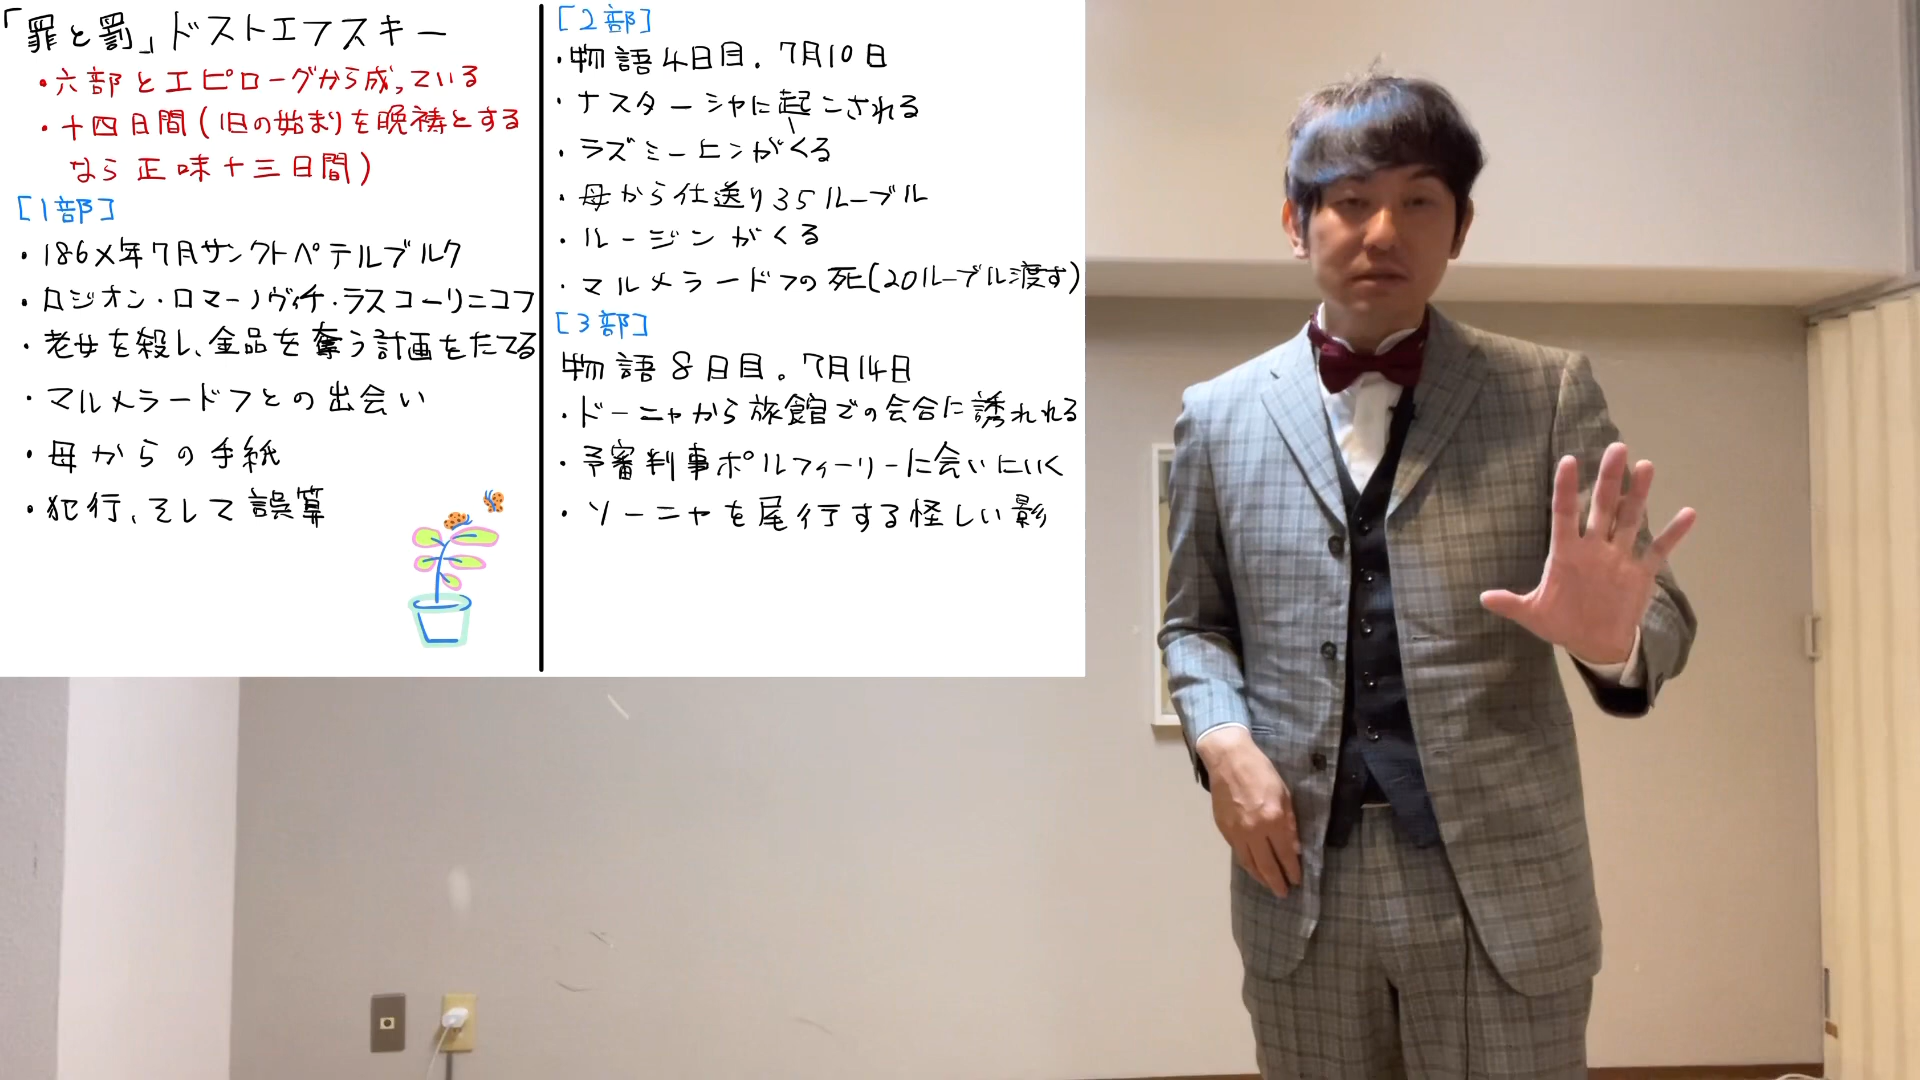 「罪と罰」ドストエフスキー
・六部とエピローグから成っている
・十四日間(旧の始まりを晩祷とする
なら正味十三日間)
[1部]
・186X年7月サンクトペテルブルク
・ロジオン・ロマーノヴィチ・ラスコーリニコフ
・老女を殺し、金品を奪う計画をたてる
・マルメラードフとの出会い
・母からの手紙
・犯行、そして誤算
[2部]
・物語4日目. 7月10日
・ナスターシャに起こされる
・ラズミーヒンがくる
・母から仕送り35ルーブル
・ルージンがくる
・マルメラードフの死(20ルーブル渡す)
[3部]
物語8日目。7月14日
・ドーニャから旅館での会合に誘れれる
・予審判事ポルフィーリーに会いにいく
・ソーニャを尾行する怪しい影